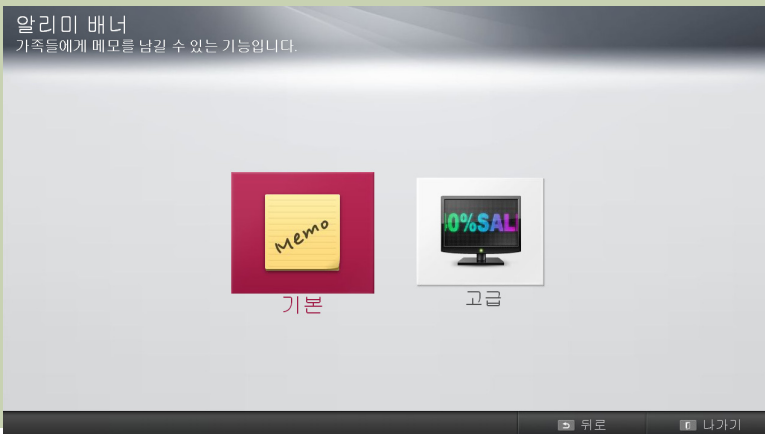 알리미 배너
가족들에게 메모를 남길 수 있는 기능입니다.
Memo
0%SAL
기본
고급
뒤로
나가기